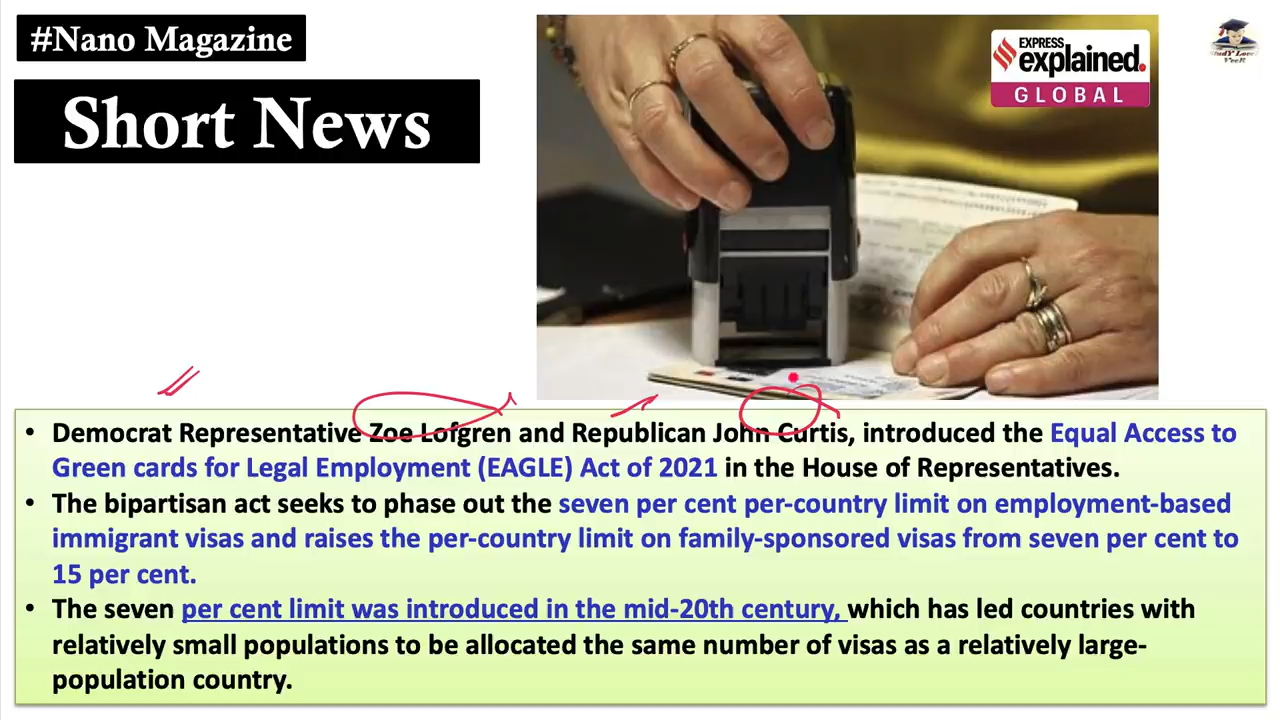 #Nano Magazine
Short News
EXPRESS
explained.
GLOBAL
StudY Lover
VeeR
• Democrat Representative Zoe Lofgren and Republican John Curtis, introduced the Equal Access to
Green cards for Legal Employment (EAGLE) Act of 2021 in the House of Representatives.
• The bipartisan act seeks to phase out the seven per cent per-country limit on employment-based
immigrant visas and raises the per-country limit on family-sponsored visas from seven per cent to
15 per cent.
• The seven per cent limit was introduced in the mid-20th century, which has led countries with
relatively small populations to be allocated the same number of visas as a relatively large-
population country.